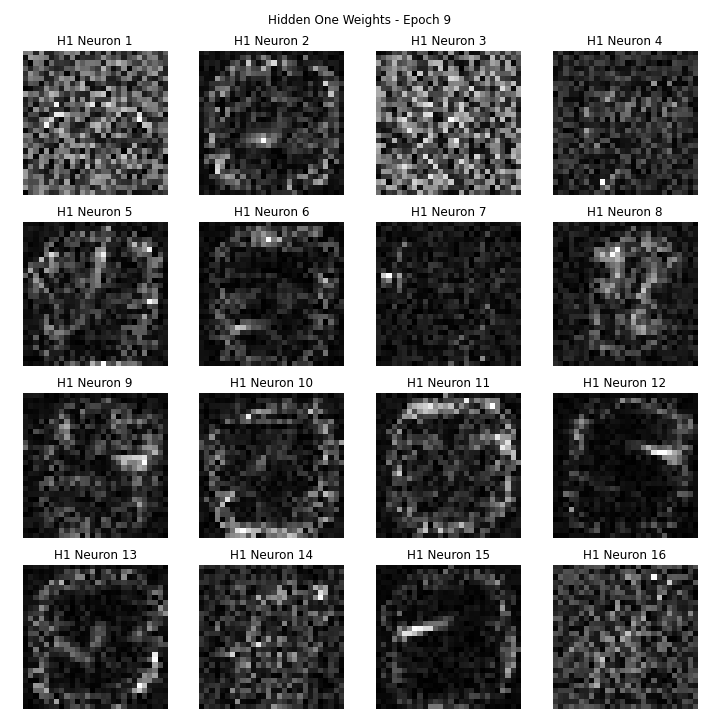 Hidden One Weights - Epoch 9
H1 Neuron 1 H1 Neuron 2 H1 Neuron 3 H1 Neuron 4
H1 Neuron 5 H1 Neuron 6 H1 Neuron 7 H1 Neuron 8
H1 Neuron 9 H1 Neuron 10 H1 Neuron 11 H1 Neuron 12
H1 Neuron 13 H1 Neuron 14 H1 Neuron 15 H1 Neuron 16